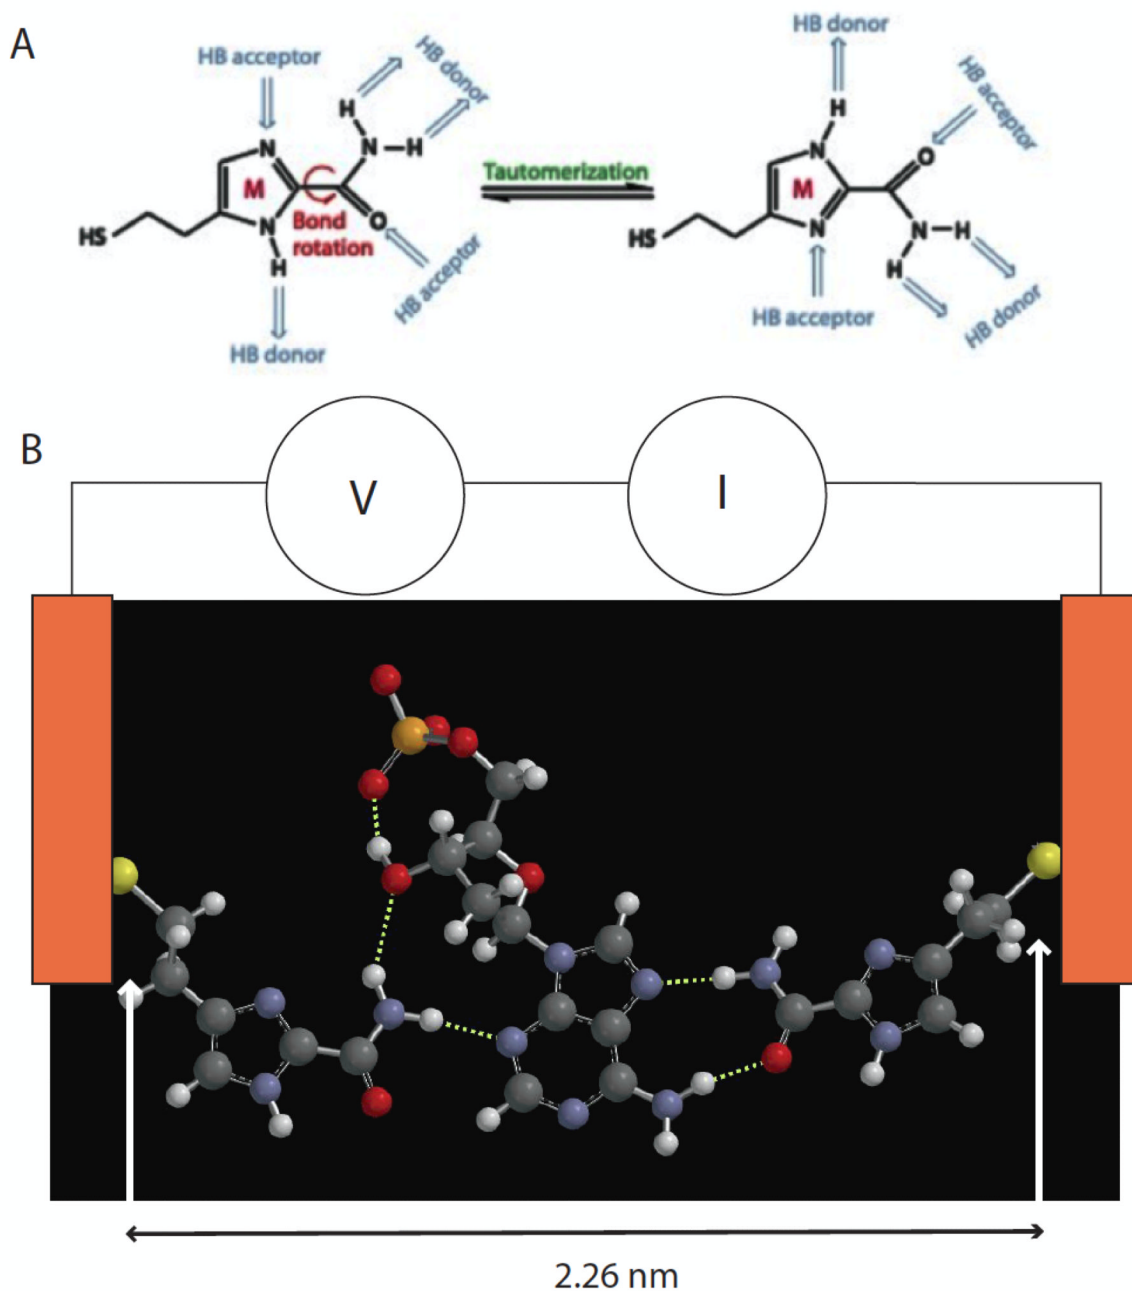 A
HB acceptor
HB donor
H
N
N
H
M
Bond
rotation
N
H
O
HS
HB acceptor
HB donor
Tautomerization
HB donor
H
N
HB acceptor
O
M
N
N
H
H
HS
HB acceptor
HB donor
B
V
I
2.26 nm